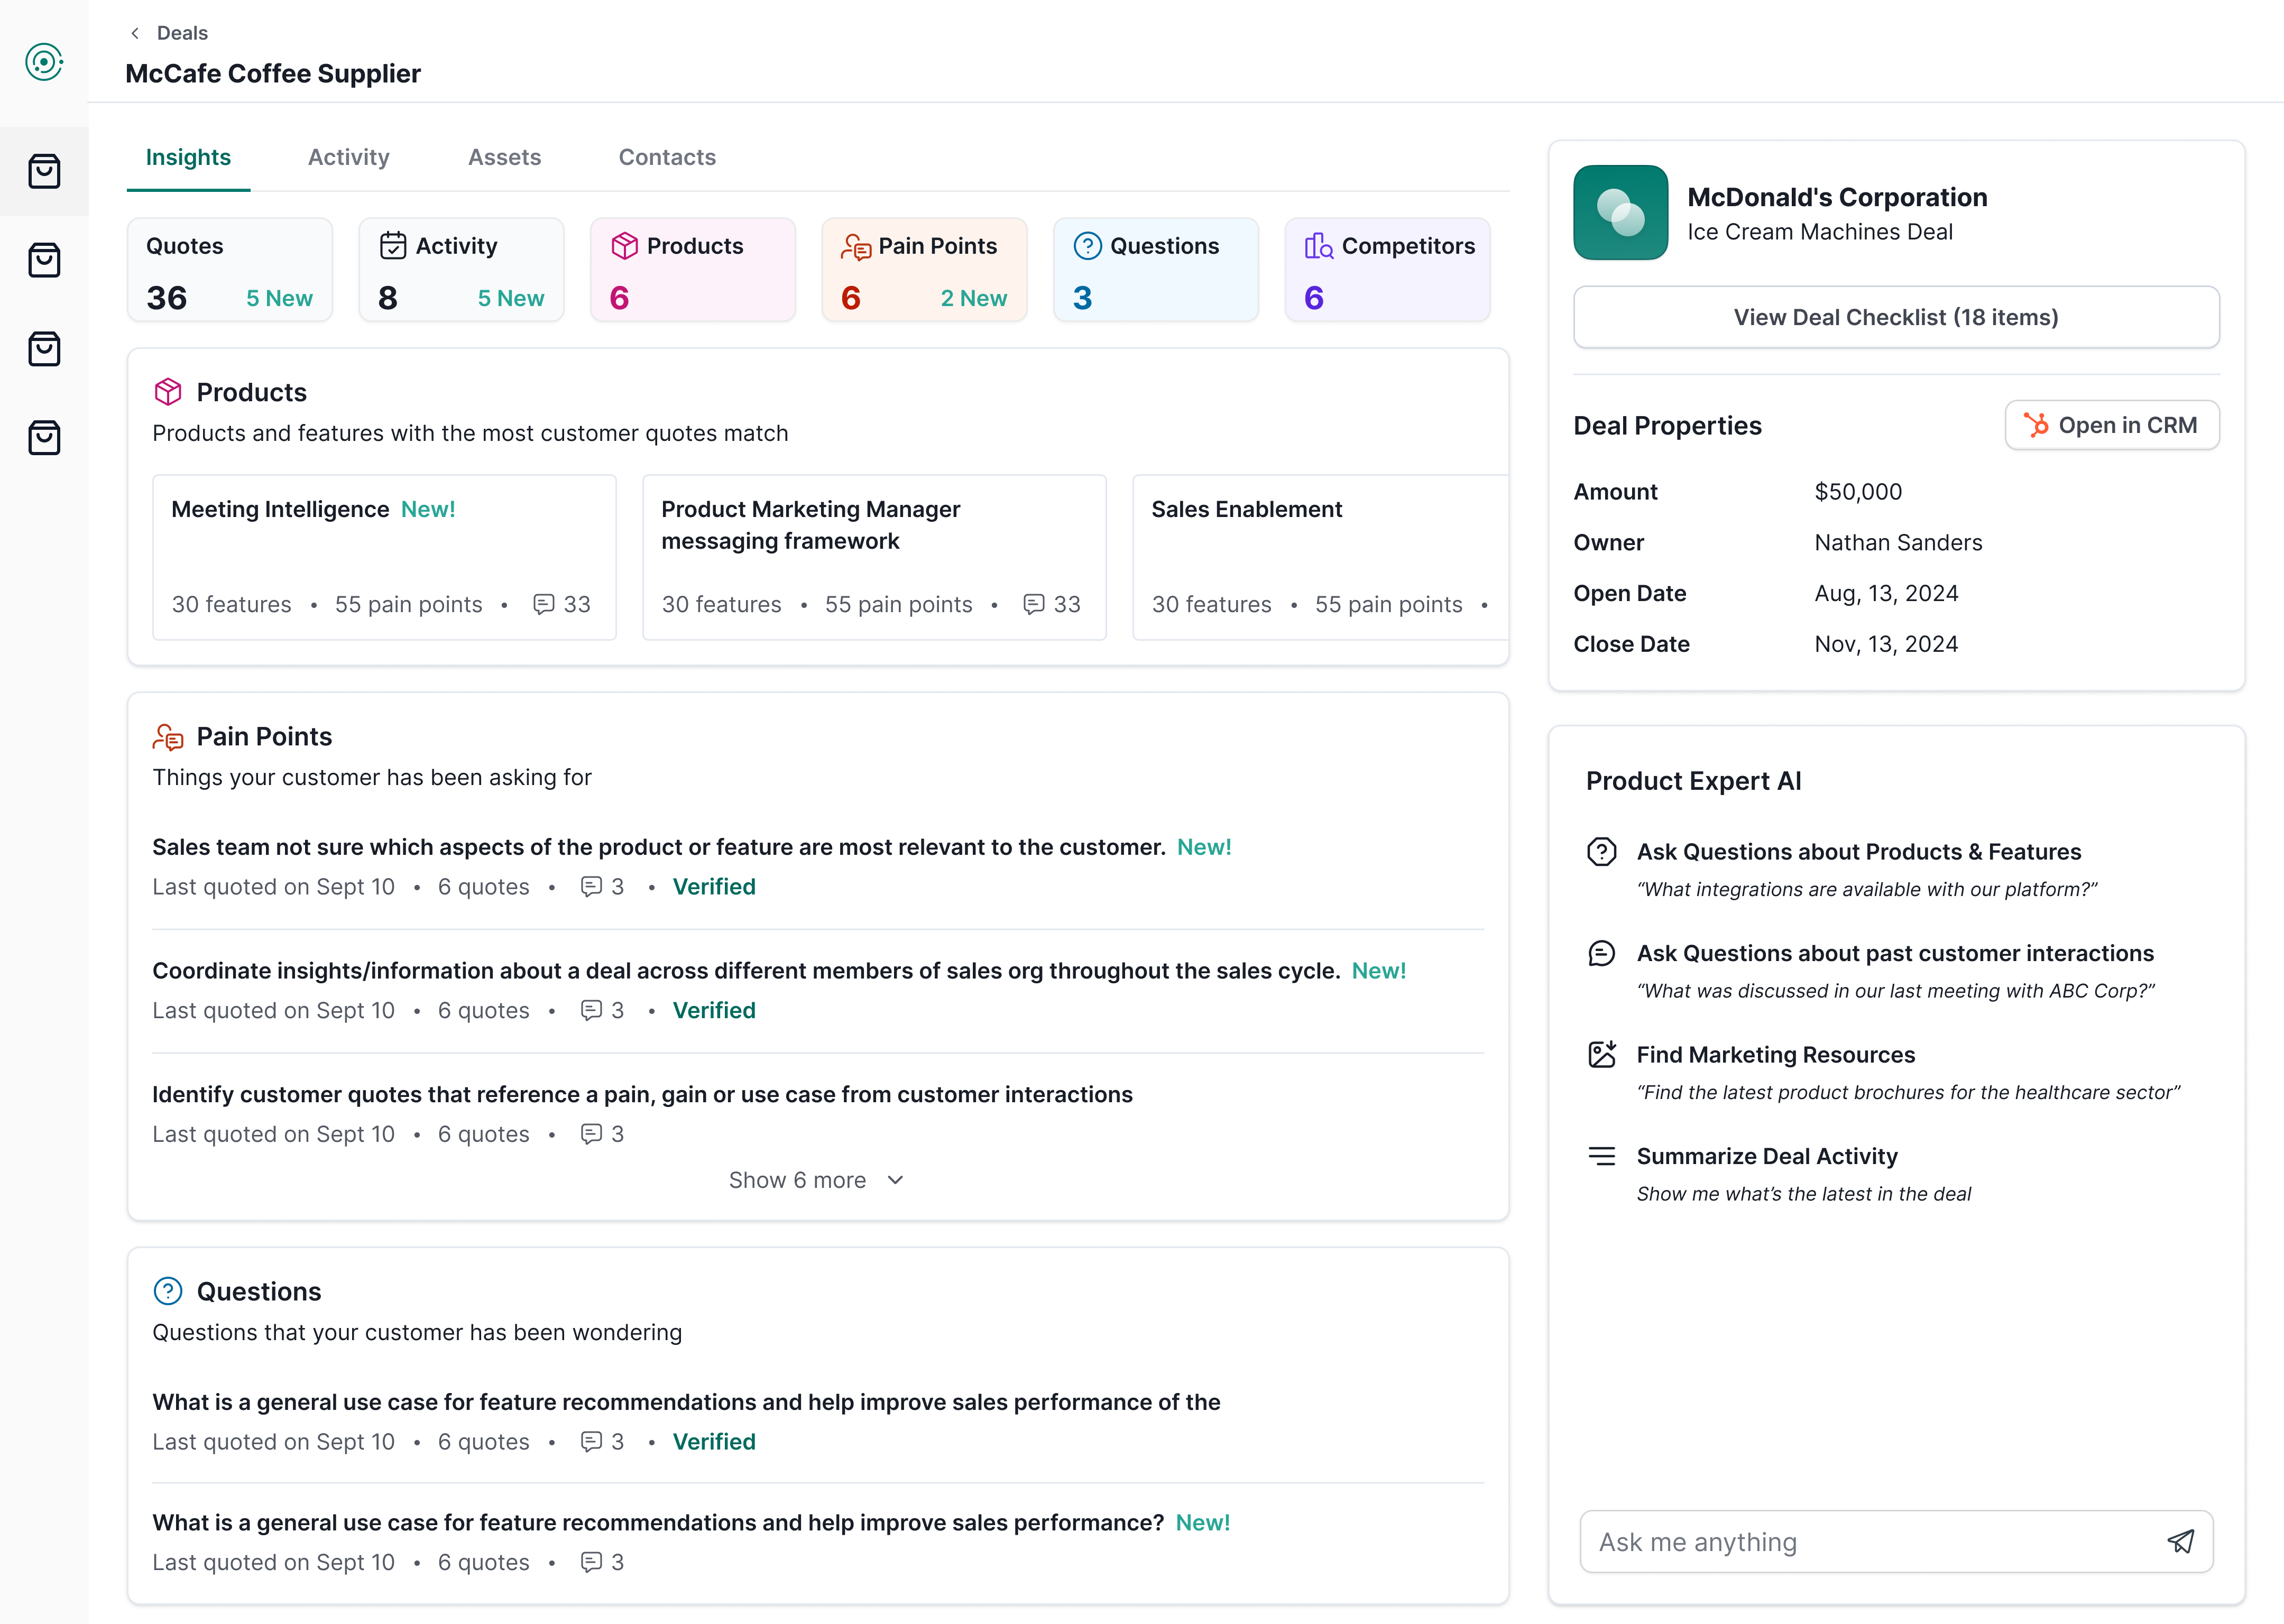 Deals
McCafe Coffee Supplier
Insights
Activity
Assets
Contacts
Quotes
36
5 New
Activity
8
5 New
Products
6
Pain Points
6
2 New
Questions
3
Competitors
6
Products
Products and features with the most customer quotes match
Meeting Intelligence New!
30 features • 55 pain points • 33
Product Marketing Manager
messaging framework
30 features • 55 pain points • 33
Sales Enablement
30 features • 55 pain points •
Pain Points
Things your customer has been asking for
Sales team not sure which aspects of the product or feature are most relevant to the customer. New!
Last quoted on Sept 10 • 6 quotes • 3 • Verified
Coordinate insights/information about a deal across different members of sales org throughout the sales cycle. New!
Last quoted on Sept 10 • 6 quotes • 3 • Verified
Identify customer quotes that reference a pain, gain or use case from customer interactions
Last quoted on Sept 10 • 6 quotes • 3
Show 6 more
Questions
Questions that your customer has been wondering
What is a general use case for feature recommendations and help improve sales performance of the
Last quoted on Sept 10 • 6 quotes • 3 • Verified
What is a general use case for feature recommendations and help improve sales performance? New!
Last quoted on Sept 10 • 6 quotes • 3
McDonald's Corporation
Ice Cream Machines Deal
View Deal Checklist (18 items)
Deal Properties
Open in CRM
Amount $50,000
Owner Nathan Sanders
Open Date Aug, 13, 2024
Close Date Nov, 13, 2024
Product Expert AI
Ask Questions about Products & Features
“What integrations are available with our platform?”
Ask Questions about past customer interactions
“What was discussed in our last meeting with ABC Corp?”
Find Marketing Resources
“Find the latest product brochures for the healthcare sector”
Summarize Deal Activity
Show me what’s the latest in the deal
Ask me anything